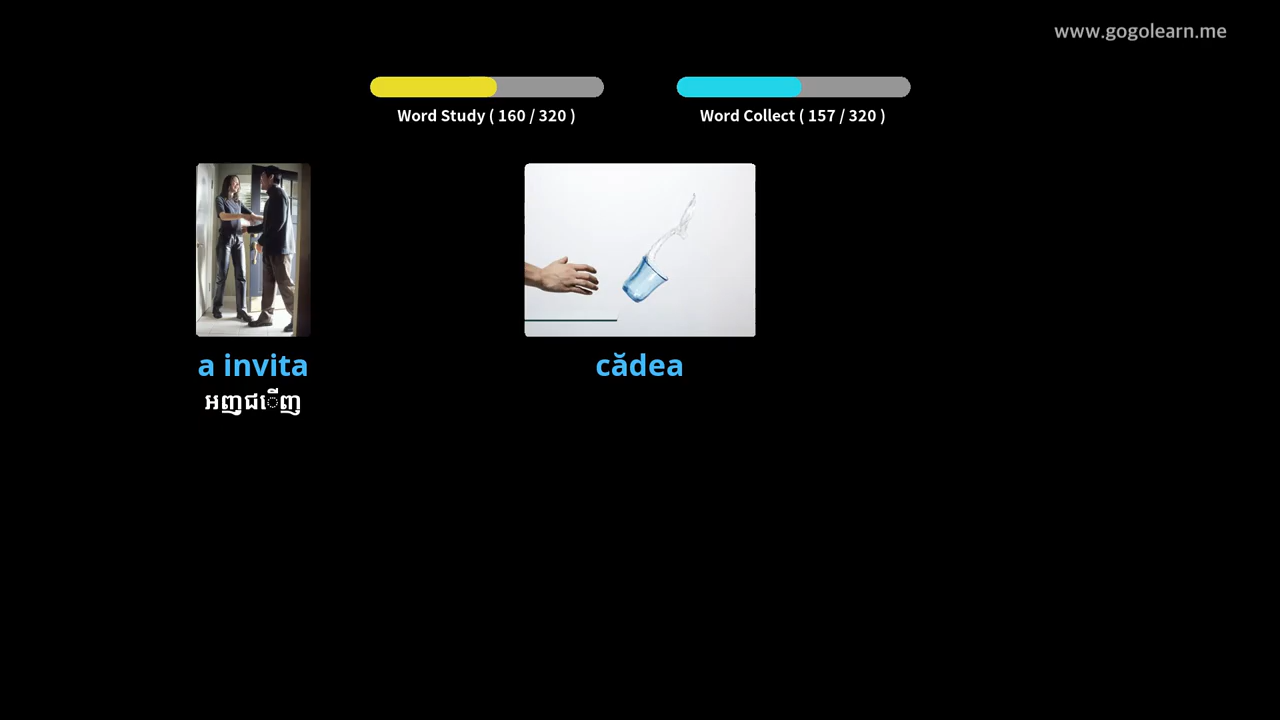 www.gogolearn.me
Word Study ( 160 / 320 )
Word Collect ( 157 / 320 )
a invita
cădea
អញ្ជើញ